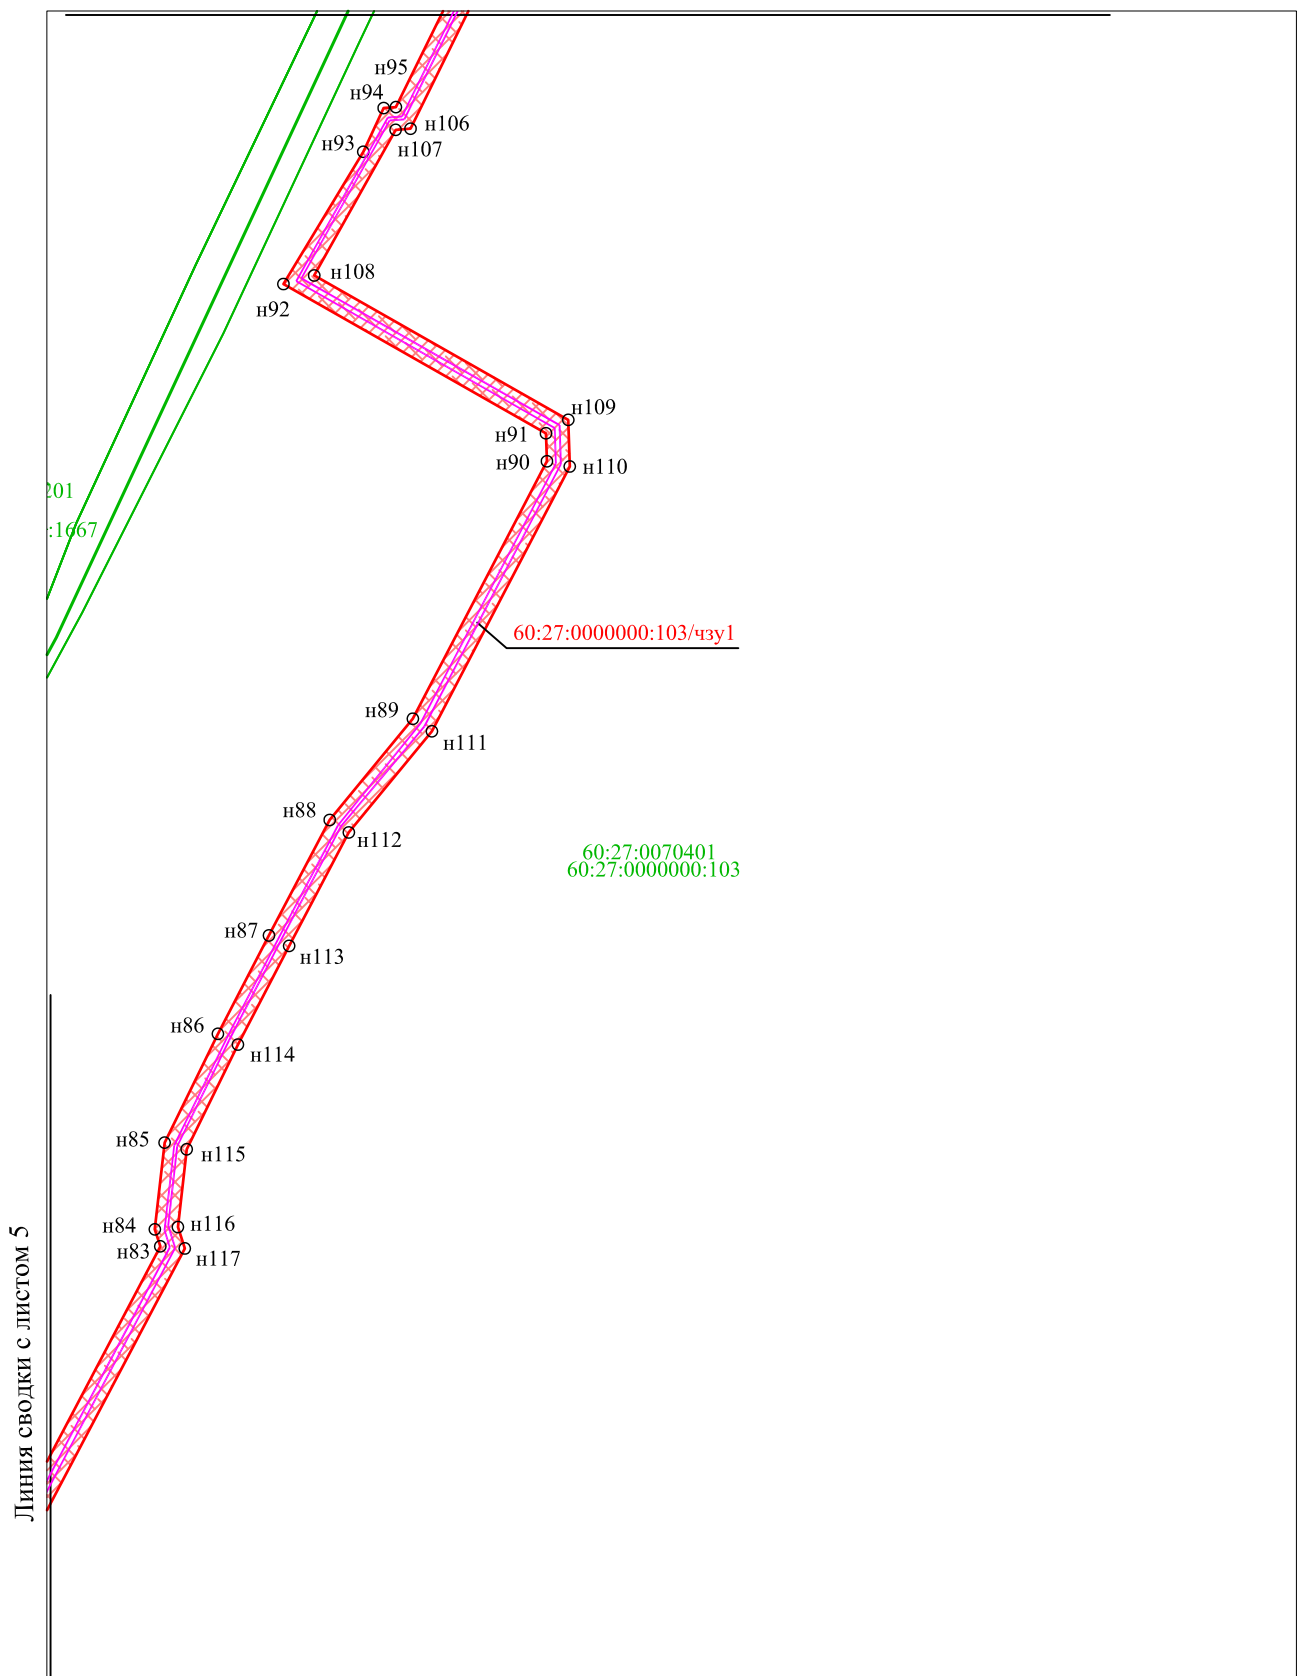 н95
н94
н106
н93
н107
н108
н92
н109
н91
н90
н110
201
:1667
60:27:0000000:103/чзу1
н89
н111
н88
н112
60:27:0070401
60:27:0000000:103
н87
н113
н86
н114
н85
н115
н84
н116
н83
н117
Линия сводки с листом 5